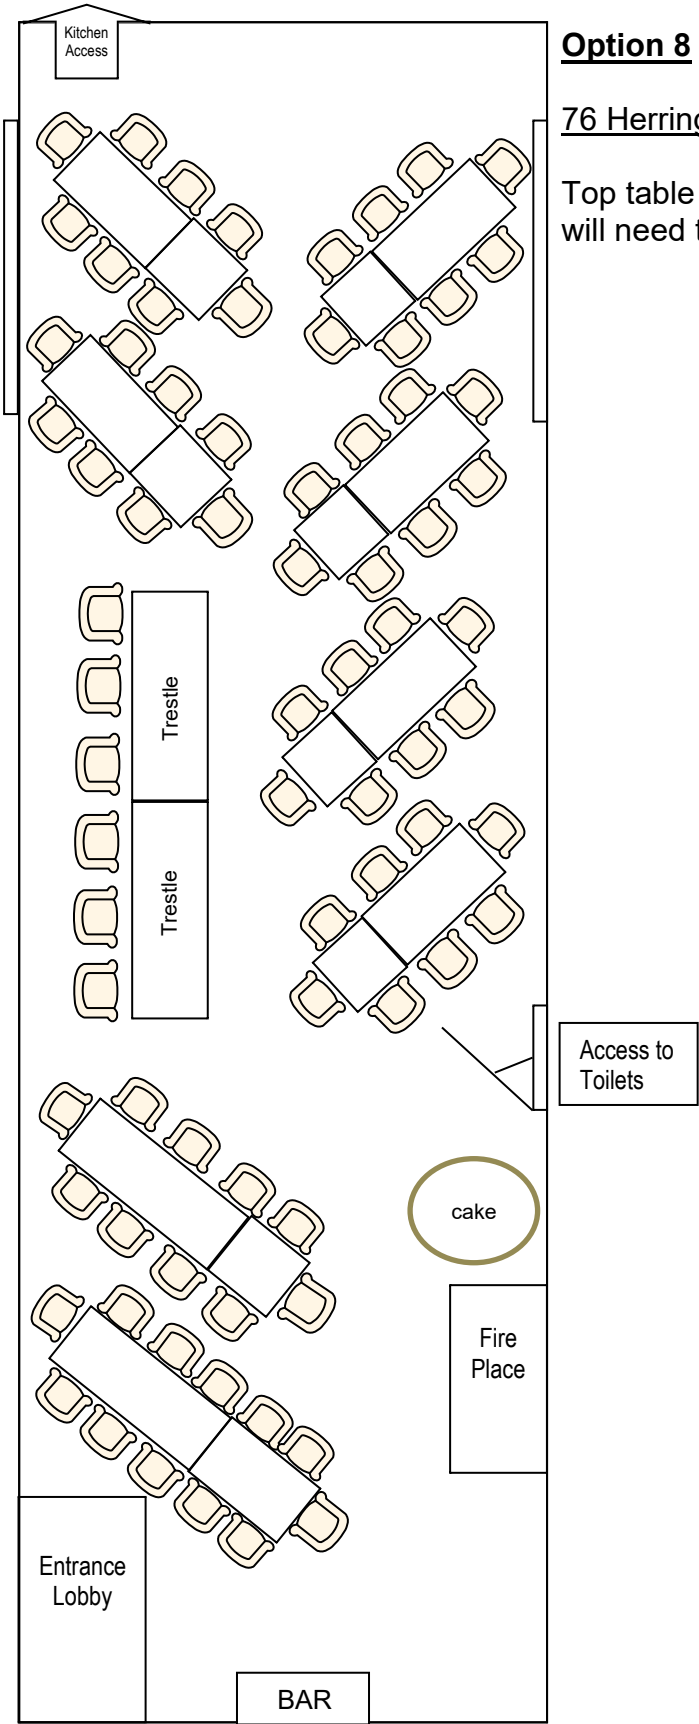 Kitchen
Access
Option 8
76
Top table
will need
Trestle
Trestle
Access to
Toilets
cake
Fire
Place
Entrance
Lobby
BAR